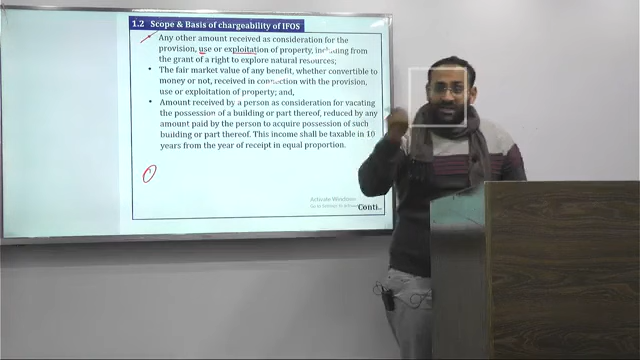 1.2 Scope & Basis of chargeability of IFOS
Any other amount received as consideration for the
provision, use or exploitation of property, including from
the grant of a right to explore natural resources;
• The fair market value of any benefit, whether convertible to
money or not, received in connection with the provision,
use or exploitation of property; and,
• Amount received by a person as consideration for vacating
the possession of a building or part thereof, reduced by any
amount paid by the person to acquire possession of such
building or part thereof. This income shall be taxable in 10
years from the year of receipt in equal proportion.
Activate Windows
Conti..